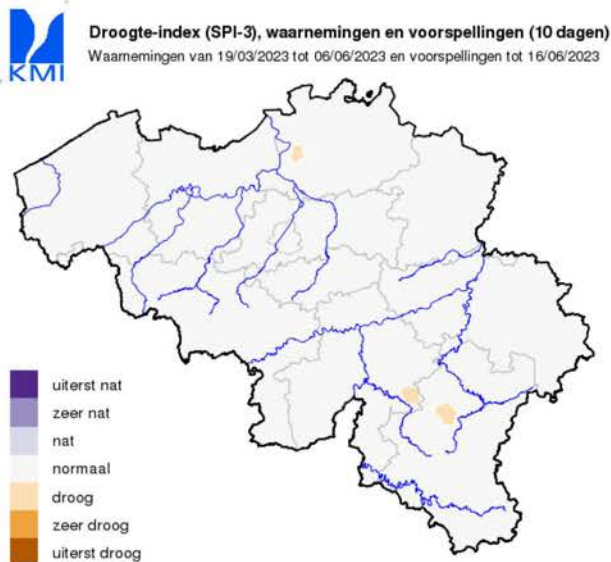 KMI
Droogte-index (SPI-3), waarnemingen en voorspellingen (10 dagen)
Waarnemingen van 19/03/2023 tot 06/06/2023 en voorspellingen tot 16/06/2023
uiterst nat
zeer nat
nat
normaal
droog
zeer droog
uiterst droog